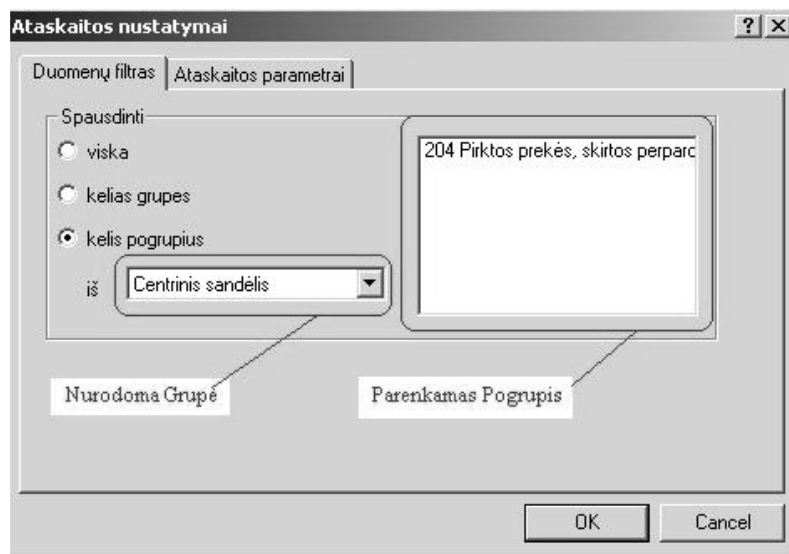 Ataskaitos nustatymai
Duomenų filtras
Ataskaitos parametrai
Spausdinti
viska
kelias grupes
kelis pogrupius
iš
Centrinis sandėlis
204 Pirktos prekės, skirtos perparc
Nurodoma Grupė
Parenkamas Pogrupis
OK
Cancel